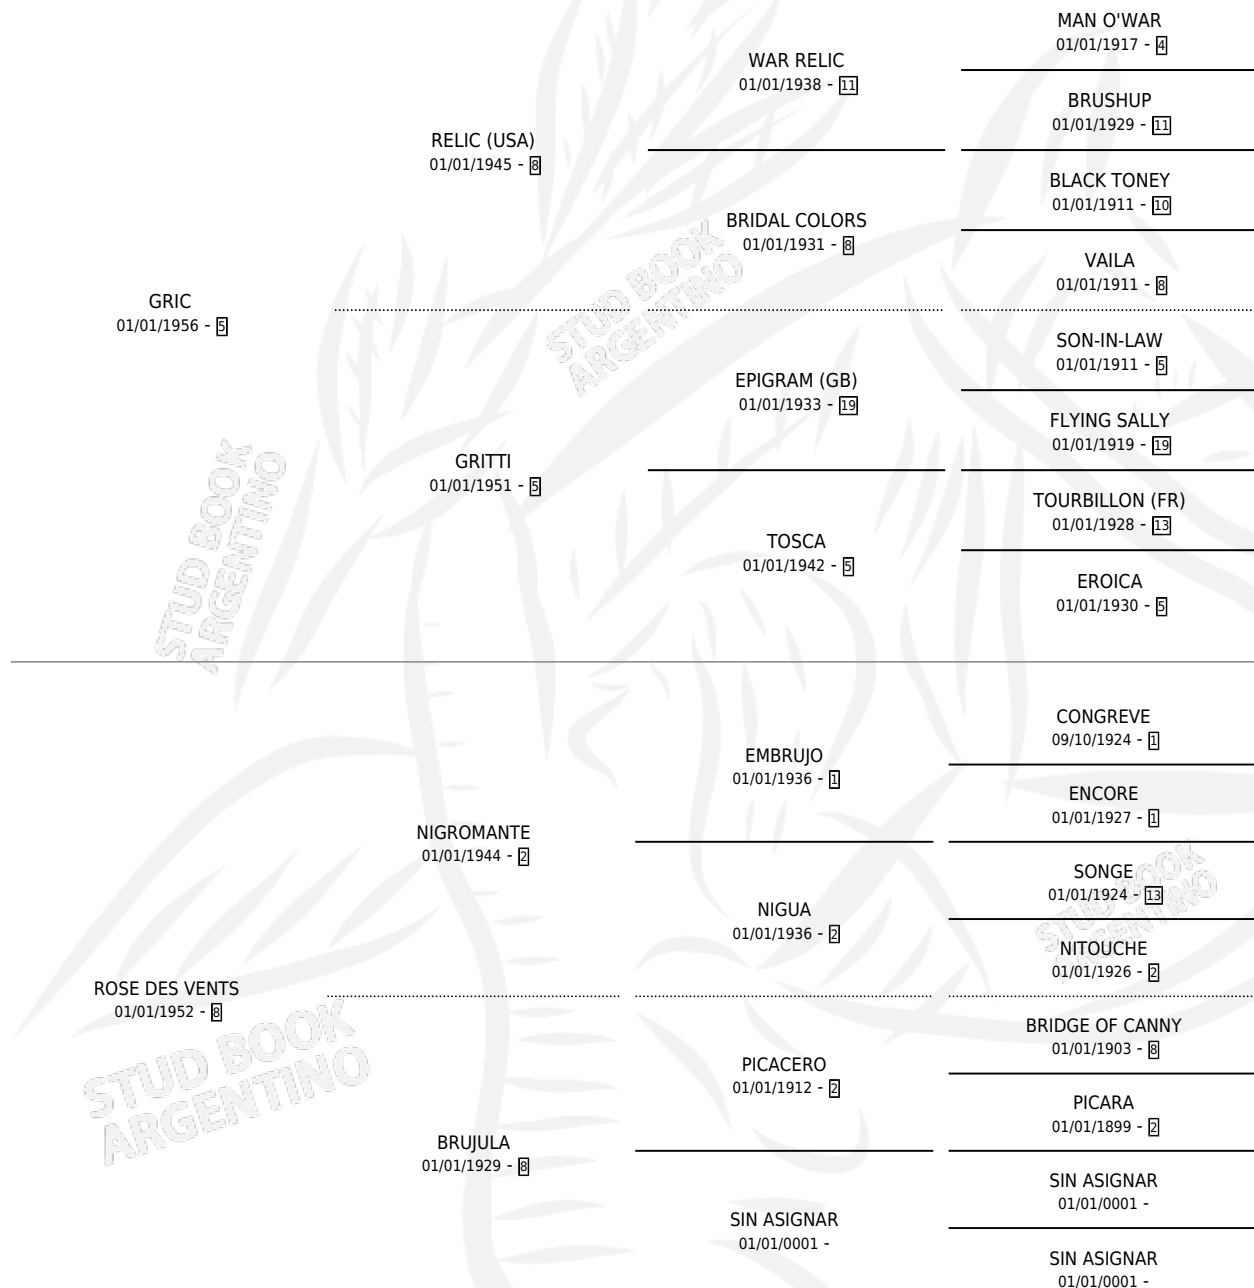 MAN O'WAR
01/01/1917 - 4
WAR RELIC
01/01/1938 - 11
BRUSHUP
01/01/1929 - 11
RELIC (USA)
01/01/1945 - 8
BLACK TONEY
01/01/1911 - 10
BRIDAL COLORS
01/01/1931 - 8
VAILA
01/01/1911 - 8
GRIC
01/01/1956 - 5
STUD BOOK
ARGENTINO
SON-IN-LAW
01/01/1911 - 5
EPIGRAM (GB)
01/01/1933 - 19
FLYING SALLY
01/01/1919 - 19
GRITTI
01/01/1951 - 5
TOURBILLON (FR)
01/01/1928 - 13
TOSCA
01/01/1942 - 5
EROICA
01/01/1930 - 5
STUD BOOK
ARGENTINO
CONGREVE
09/10/1924 - 1
EMBRUJO
01/01/1936 - 1
ENCORE
01/01/1927 - 1
NIGROMANTE
01/01/1944 - 2
SONGE
01/01/1924 - 13
NIGUA
01/01/1936 - 2
STUD BOOK
ARGENTINO
NITOUCHE
01/01/1926 - 2
ROSE DES VENTS
01/01/1952 - 8
BRIDGE OF CANNY
01/01/1903 - 8
PICACERO
01/01/1912 - 2
STUD BOOK
ARGENTINO
PICARA
01/01/1899 - 2
BRUJULA
01/01/1929 - 8
SIN ASIGNAR
01/01/0001 -
SIN ASIGNAR
01/01/0001 -
SIN ASIGNAR
01/01/0001 -